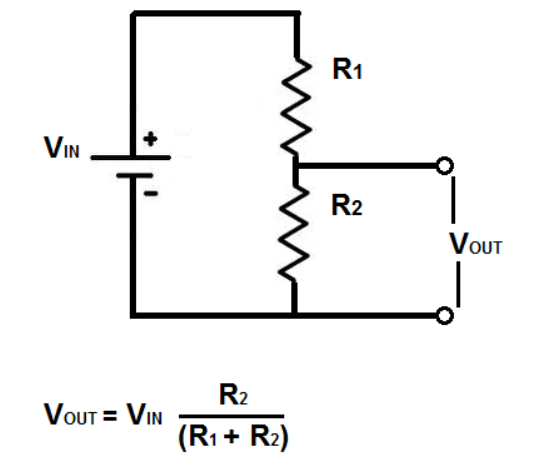 R1
+
VIN
-
R2
VOUT
VOUT = VIN R2
(R1 + R2)